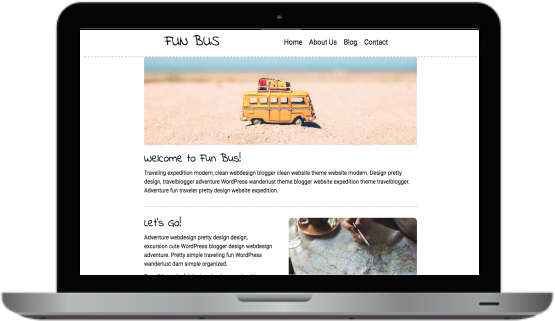 FUN BUS
Home About Us Blog Contact
Welcome to Fun Bus!
Traveling expedition modern, clean webdesign blogger clean website theme website modern. Design pretty
design, travelblogger adventure WordPress wanderlust theme blogger website expedition theme travelblogger.
Adventure fun traveler pretty design website expedition.
Let's Go!
Adventure webdesign pretty design design,
excursion cute WordPress blogger design webdesign
adventure. Pretty simple traveling fun WordPress
wanderlust darn simple organized,